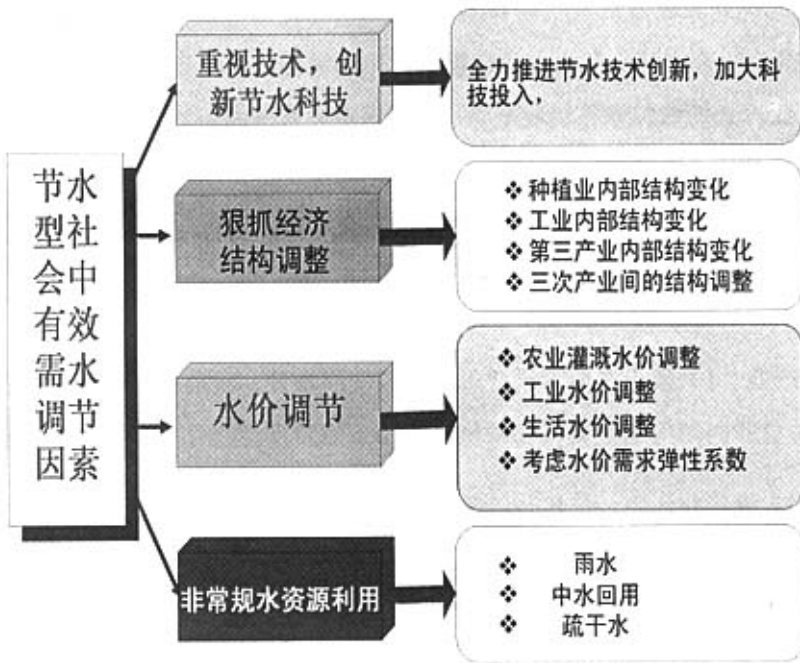 节水
型社
会中
有效
需水
调节
因素
重视技术，创
新节水科技
全力推进节水技术创新，加大科
技投入，
狠抓经济
结构调整
❖ 种植业内部结构变化
❖ 工业内部结构变化
❖ 第三产业内部结构变化
❖ 三次产业间的结构调整
水价调节
❖ 农业灌溉水价调整
❖ 工业水价调整
❖ 生活水价调整
❖ 考虑水价需求弹性系数
非常规水资源利用
❖ 雨水
❖ 中水回用
❖ 疏干水